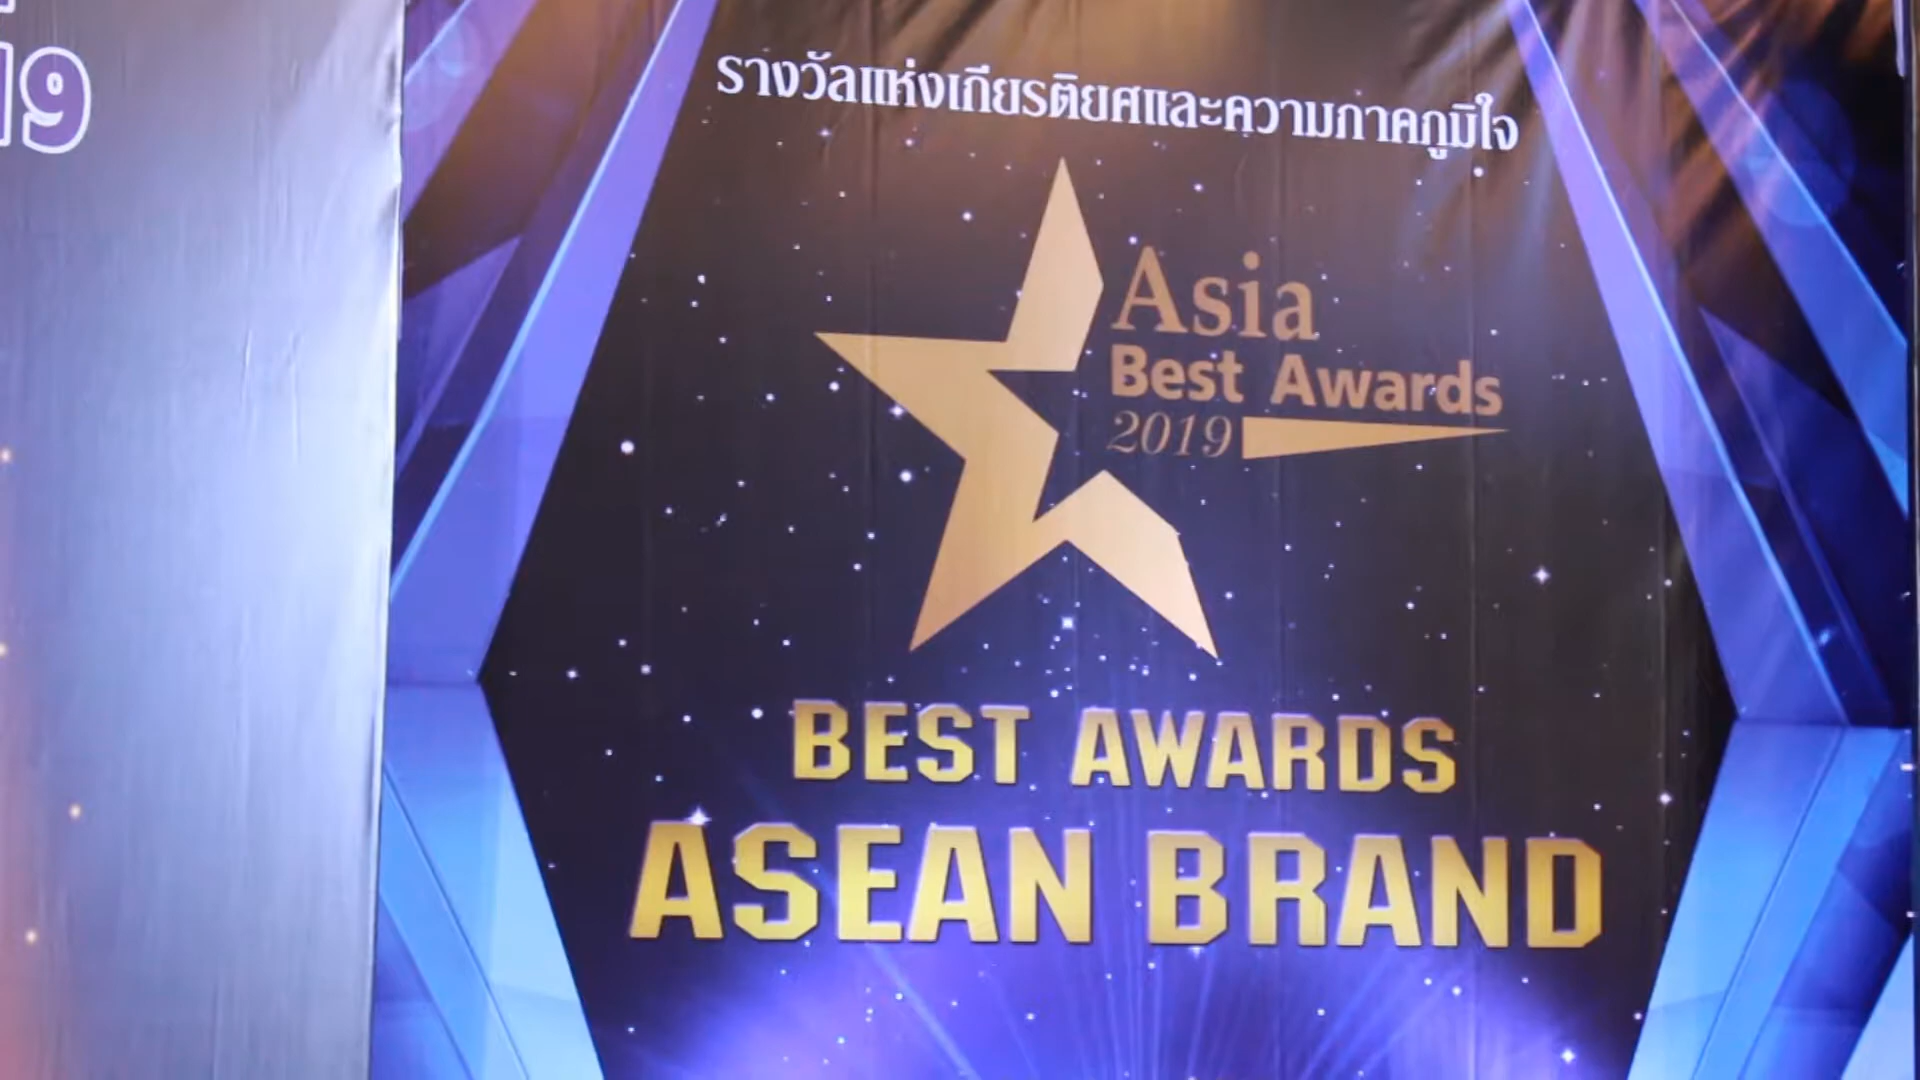 19
รางวัลแห่งเกียรติยศและความภาคภูมิใจ
Asia
Best Awards
2019
BEST AWARDS
ASEAN BRAND